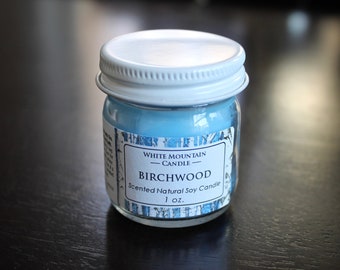 WHITE MOUNTAIN
— CANDLE —
BIRCHWOOD
Scented Natural Soy Candle
1 oz.